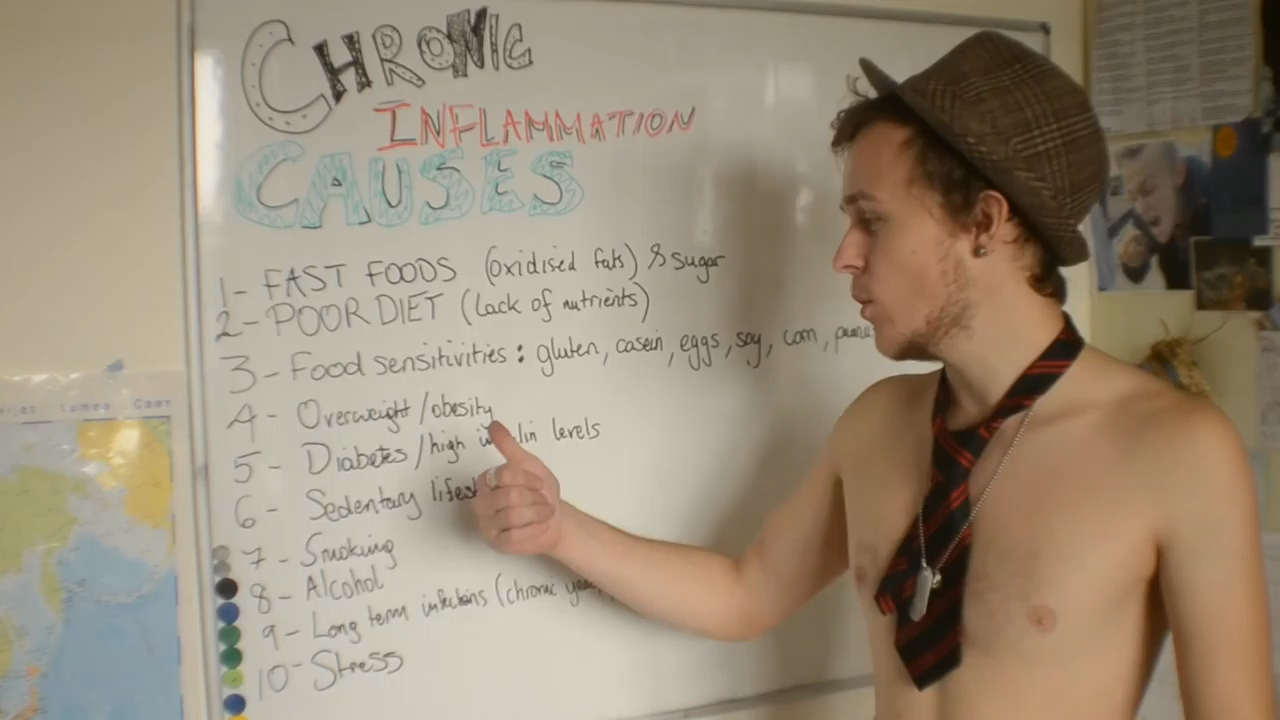 CHRONIC
INFLAMMATION
CAUSES
1- FAST FOODS (oxidised fats) & sugar
2- POOR DIET (lack of nutrients)
3- Food sensitivities: gluten, casein, eggs, soy, corn,
4- Overweight/obesity
5- Diabetes/high insulin levels
6- Sedentary
7- Smoking
8- Alcohol
9- Long term infections (chronic
10- Stress